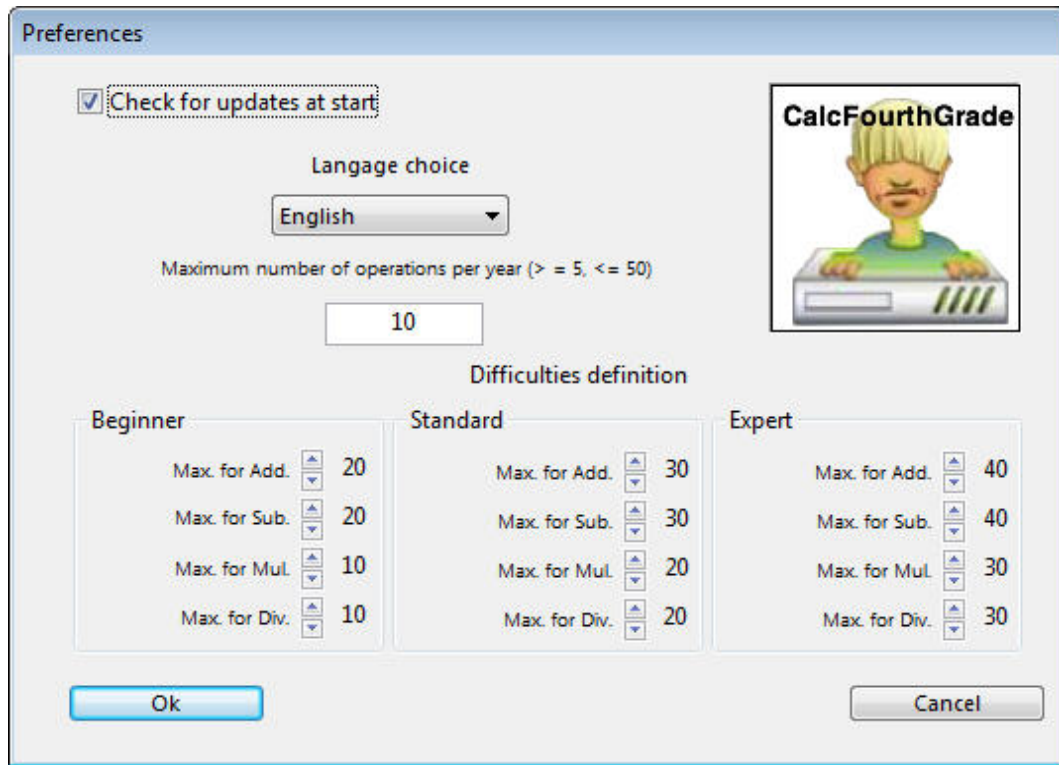 Preferences
Check for updates at start
CalcFourthGrade
Langage choice
English
Maximum number of operations per year (> = 5, <= 50)
10
Difficulties definition
Beginner
Max. for Add. 20
Max. for Sub. 20
Max. for Mul. 10
Max. for Div. 10
Standard
Max. for Add. 30
Max. for Sub. 30
Max. for Mul. 20
Max. for Div. 20
Expert
Max. for Add. 40
Max. for Sub. 40
Max. for Mul. 30
Max. for Div. 30
Ok
Cancel